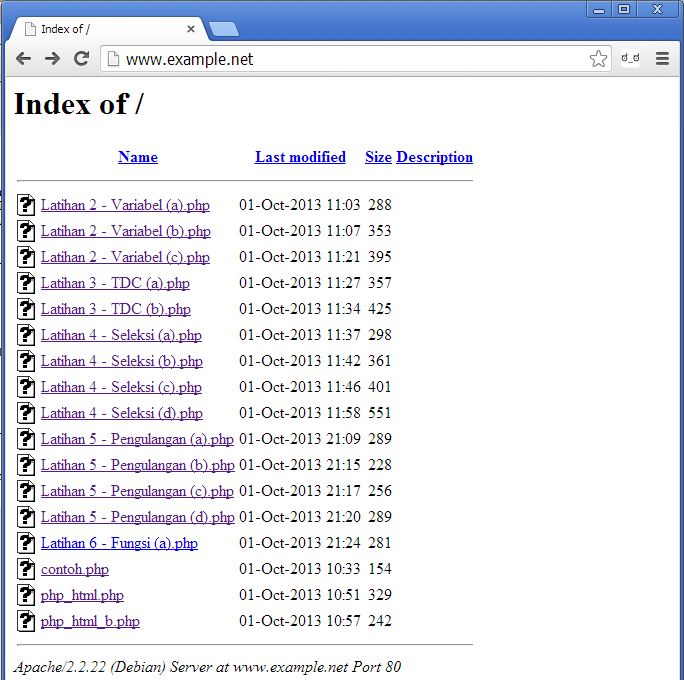 Index of /
www.example.net
Index of /
Name Last modified Size Description
Latihan 2 - Variabel (a).php 01-Oct-2013 11:03 288
Latihan 2 - Variabel (b).php 01-Oct-2013 11:07 353
Latihan 2 - Variabel (c).php 01-Oct-2013 11:21 395
Latihan 3 - TDC (a).php 01-Oct-2013 11:27 357
Latihan 3 - TDC (b).php 01-Oct-2013 11:34 425
Latihan 4 - Seleksi (a).php 01-Oct-2013 11:37 298
Latihan 4 - Seleksi (b).php 01-Oct-2013 11:42 361
Latihan 4 - Seleksi (c).php 01-Oct-2013 11:46 401
Latihan 4 - Seleksi (d).php 01-Oct-2013 11:58 551
Latihan 5 - Pengulangan (a).php 01-Oct-2013 21:09 289
Latihan 5 - Pengulangan (b).php 01-Oct-2013 21:15 228
Latihan 5 - Pengulangan (c).php 01-Oct-2013 21:17 256
Latihan 5 - Pengulangan (d).php 01-Oct-2013 21:20 289
Latihan 6 - Fungsi (a).php 01-Oct-2013 21:24 281
contoh.php 01-Oct-2013 10:33 154
php_html.php 01-Oct-2013 10:51 329
php_html_b.php 01-Oct-2013 10:57 242
Apache/2.2.22 (Debian) Server at www.example.net Port 80